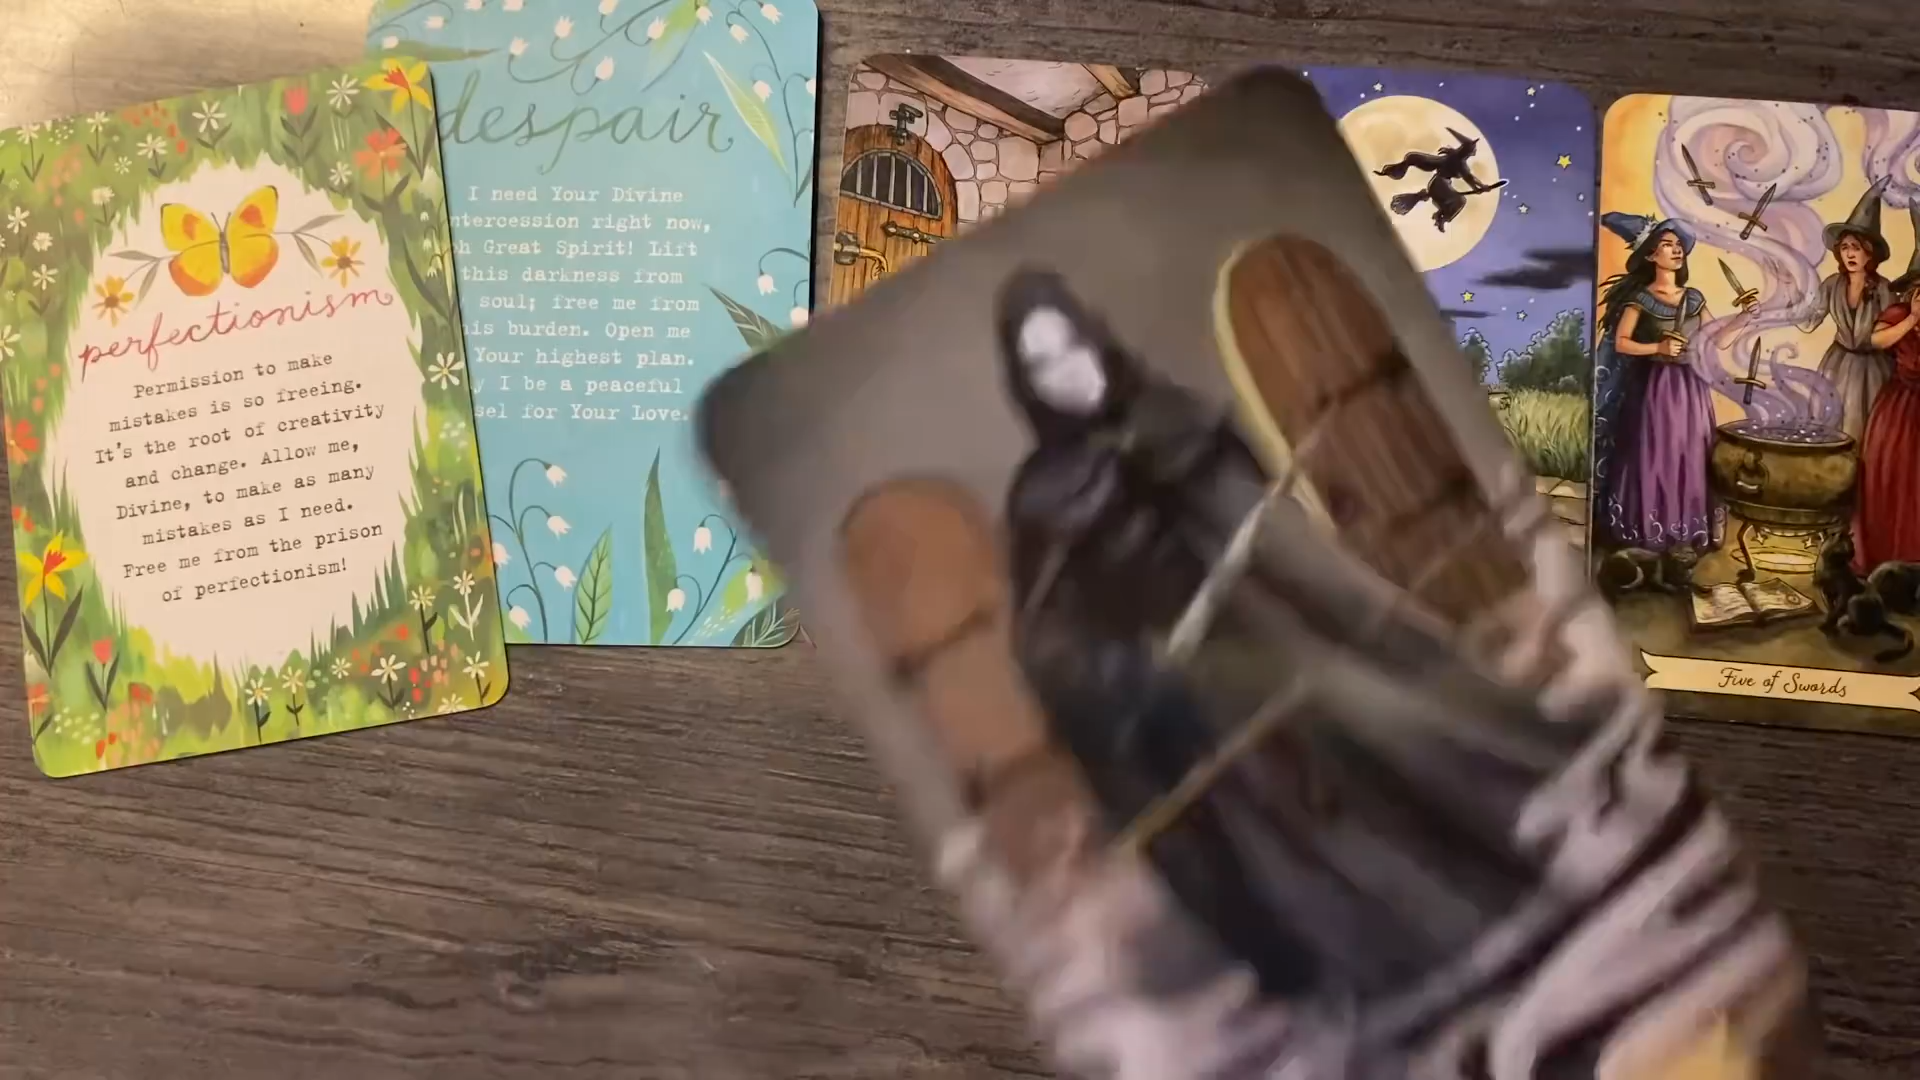 perfectionism
Permission to make
mistakes is so freeing.
It's the root of creativity
and change. Allow me,
Divine, to make as many
mistakes as I need.
Free me from the prison
of perfectionism!
despair
I need Your Divine
ntercession right now,
oh Great Spirit! Lift
this darkness from
soul; free me from
his burden. Open me
Your highest plan.
y I be a peaceful
sel for Your Love.
Five of Swords